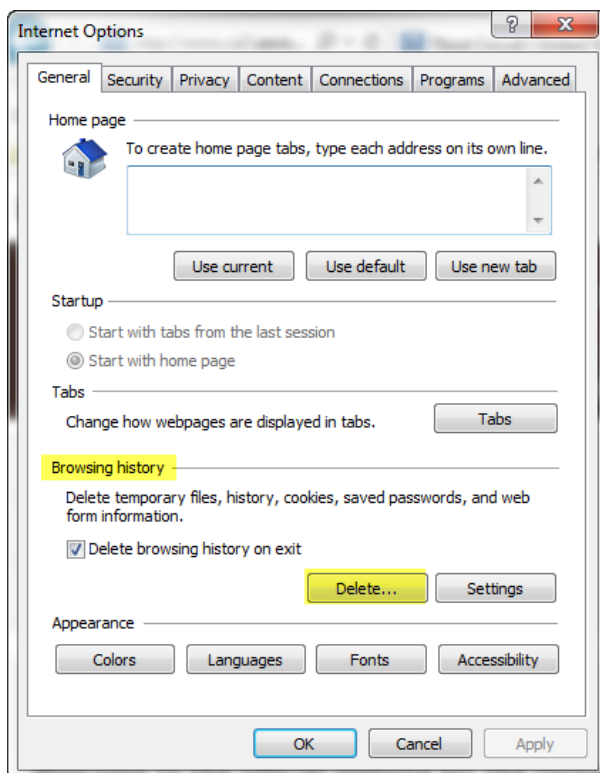 Internet Options
General Security Privacy Content Connections Programs Advanced
Home page
To create home page tabs, type each address on its own line.
Use current Use default Use new tab
Startup
Start with tabs from the last session
Start with home page
Tabs
Change how webpages are displayed in tabs. Tabs
Browsing history
Delete temporary files, history, cookies, saved passwords, and web
form information.
Delete browsing history on exit
Delete... Settings
Appearance
Colors Languages Fonts Accessibility
OK Cancel Apply